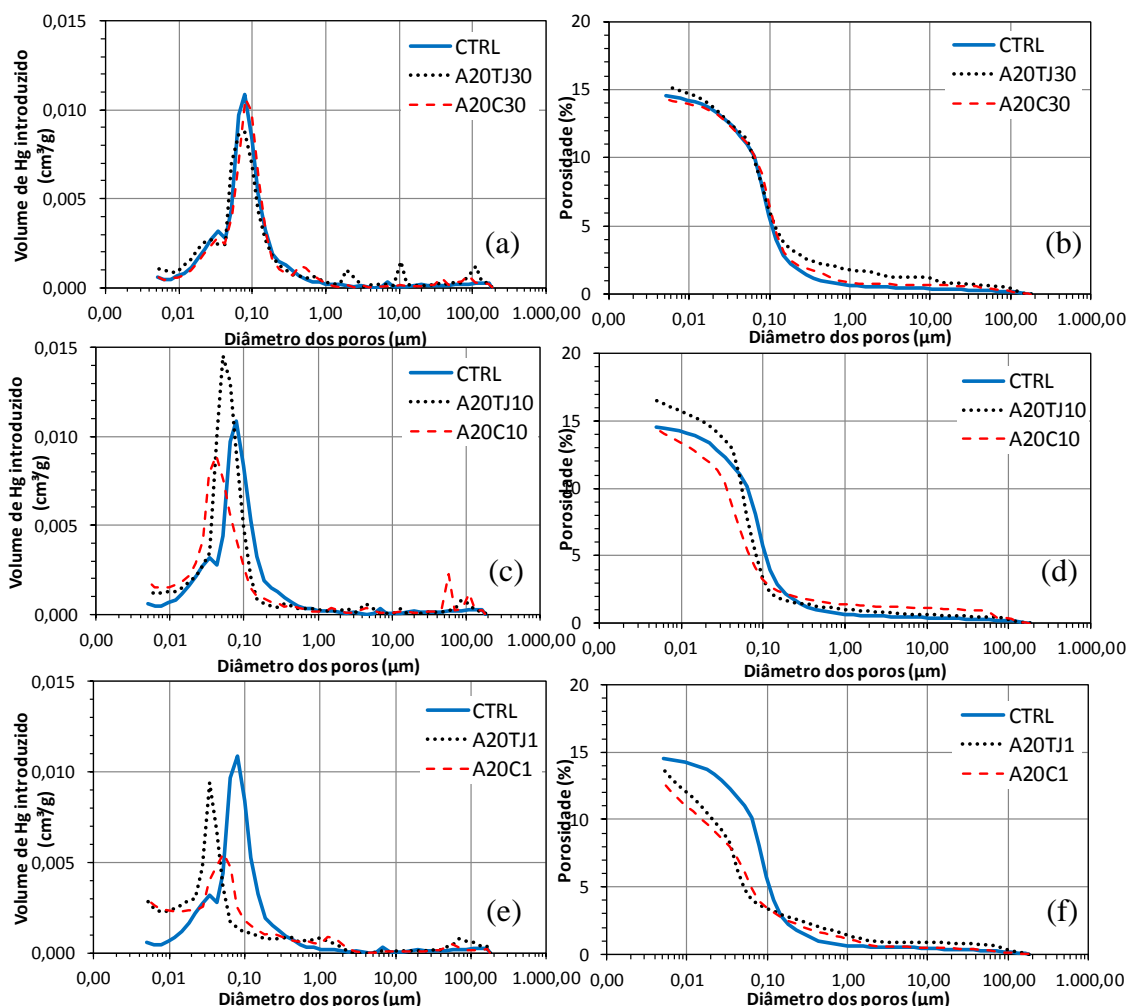 0,015
0,010
0,005
0,000
Volume de Hg introduzido
(cm³/g)
CTRL
A20TJ30
A20C30
(a)
0,00 0,01 0,10 1,00 10,00 100,00 1.000,00
Diâmetro dos poros (µm)
20
15
10
5
0
Porosidade (%)
CTRL
A20TJ30
A20C30
(b)
0,00 0,01 0,10 1,00 10,00 100,00 1.000,00
Diâmetro dos poros (µm)
0,015
0,010
0,005
0,000
Volume de Hg introduzido
(cm³/g)
CTRL
A20TJ10
A20C10
(c)
0,00 0,01 0,10 1,00 10,00 100,00 1.000,00
Diâmetro dos poros (µm)
20
15
10
5
0
Porosidade (%)
CTRL
A20TJ10
A20C10
(d)
0,00 0,01 0,10 1,00 10,00 100,00 1.000,00
Diâmetro dos poros (µm)
0,015
0,010
0,005
0,000
Volume de Hg introduzido
(cm³/g)
CTRL
A20TJ1
A20C1
(e)
0,00 0,01 0,10 1,00 10,00 100,00 1.000,00
Diâmetro dos poros (µm)
20
15
10
5
0
Porosidade (%)
CTRL
A20TJ1
A20C1
(f)
0,00 0,01 0,10 1,00 10,00 100,00 1.000,00
Diâmetro dos poros (µm)